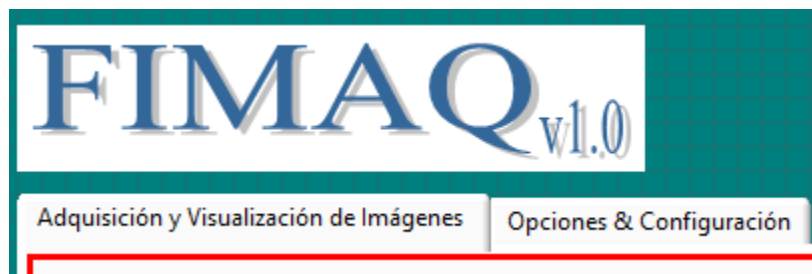 FIMAQ v1.0
Adquisición y Visualización de Imágenes
Opciones & Configuración